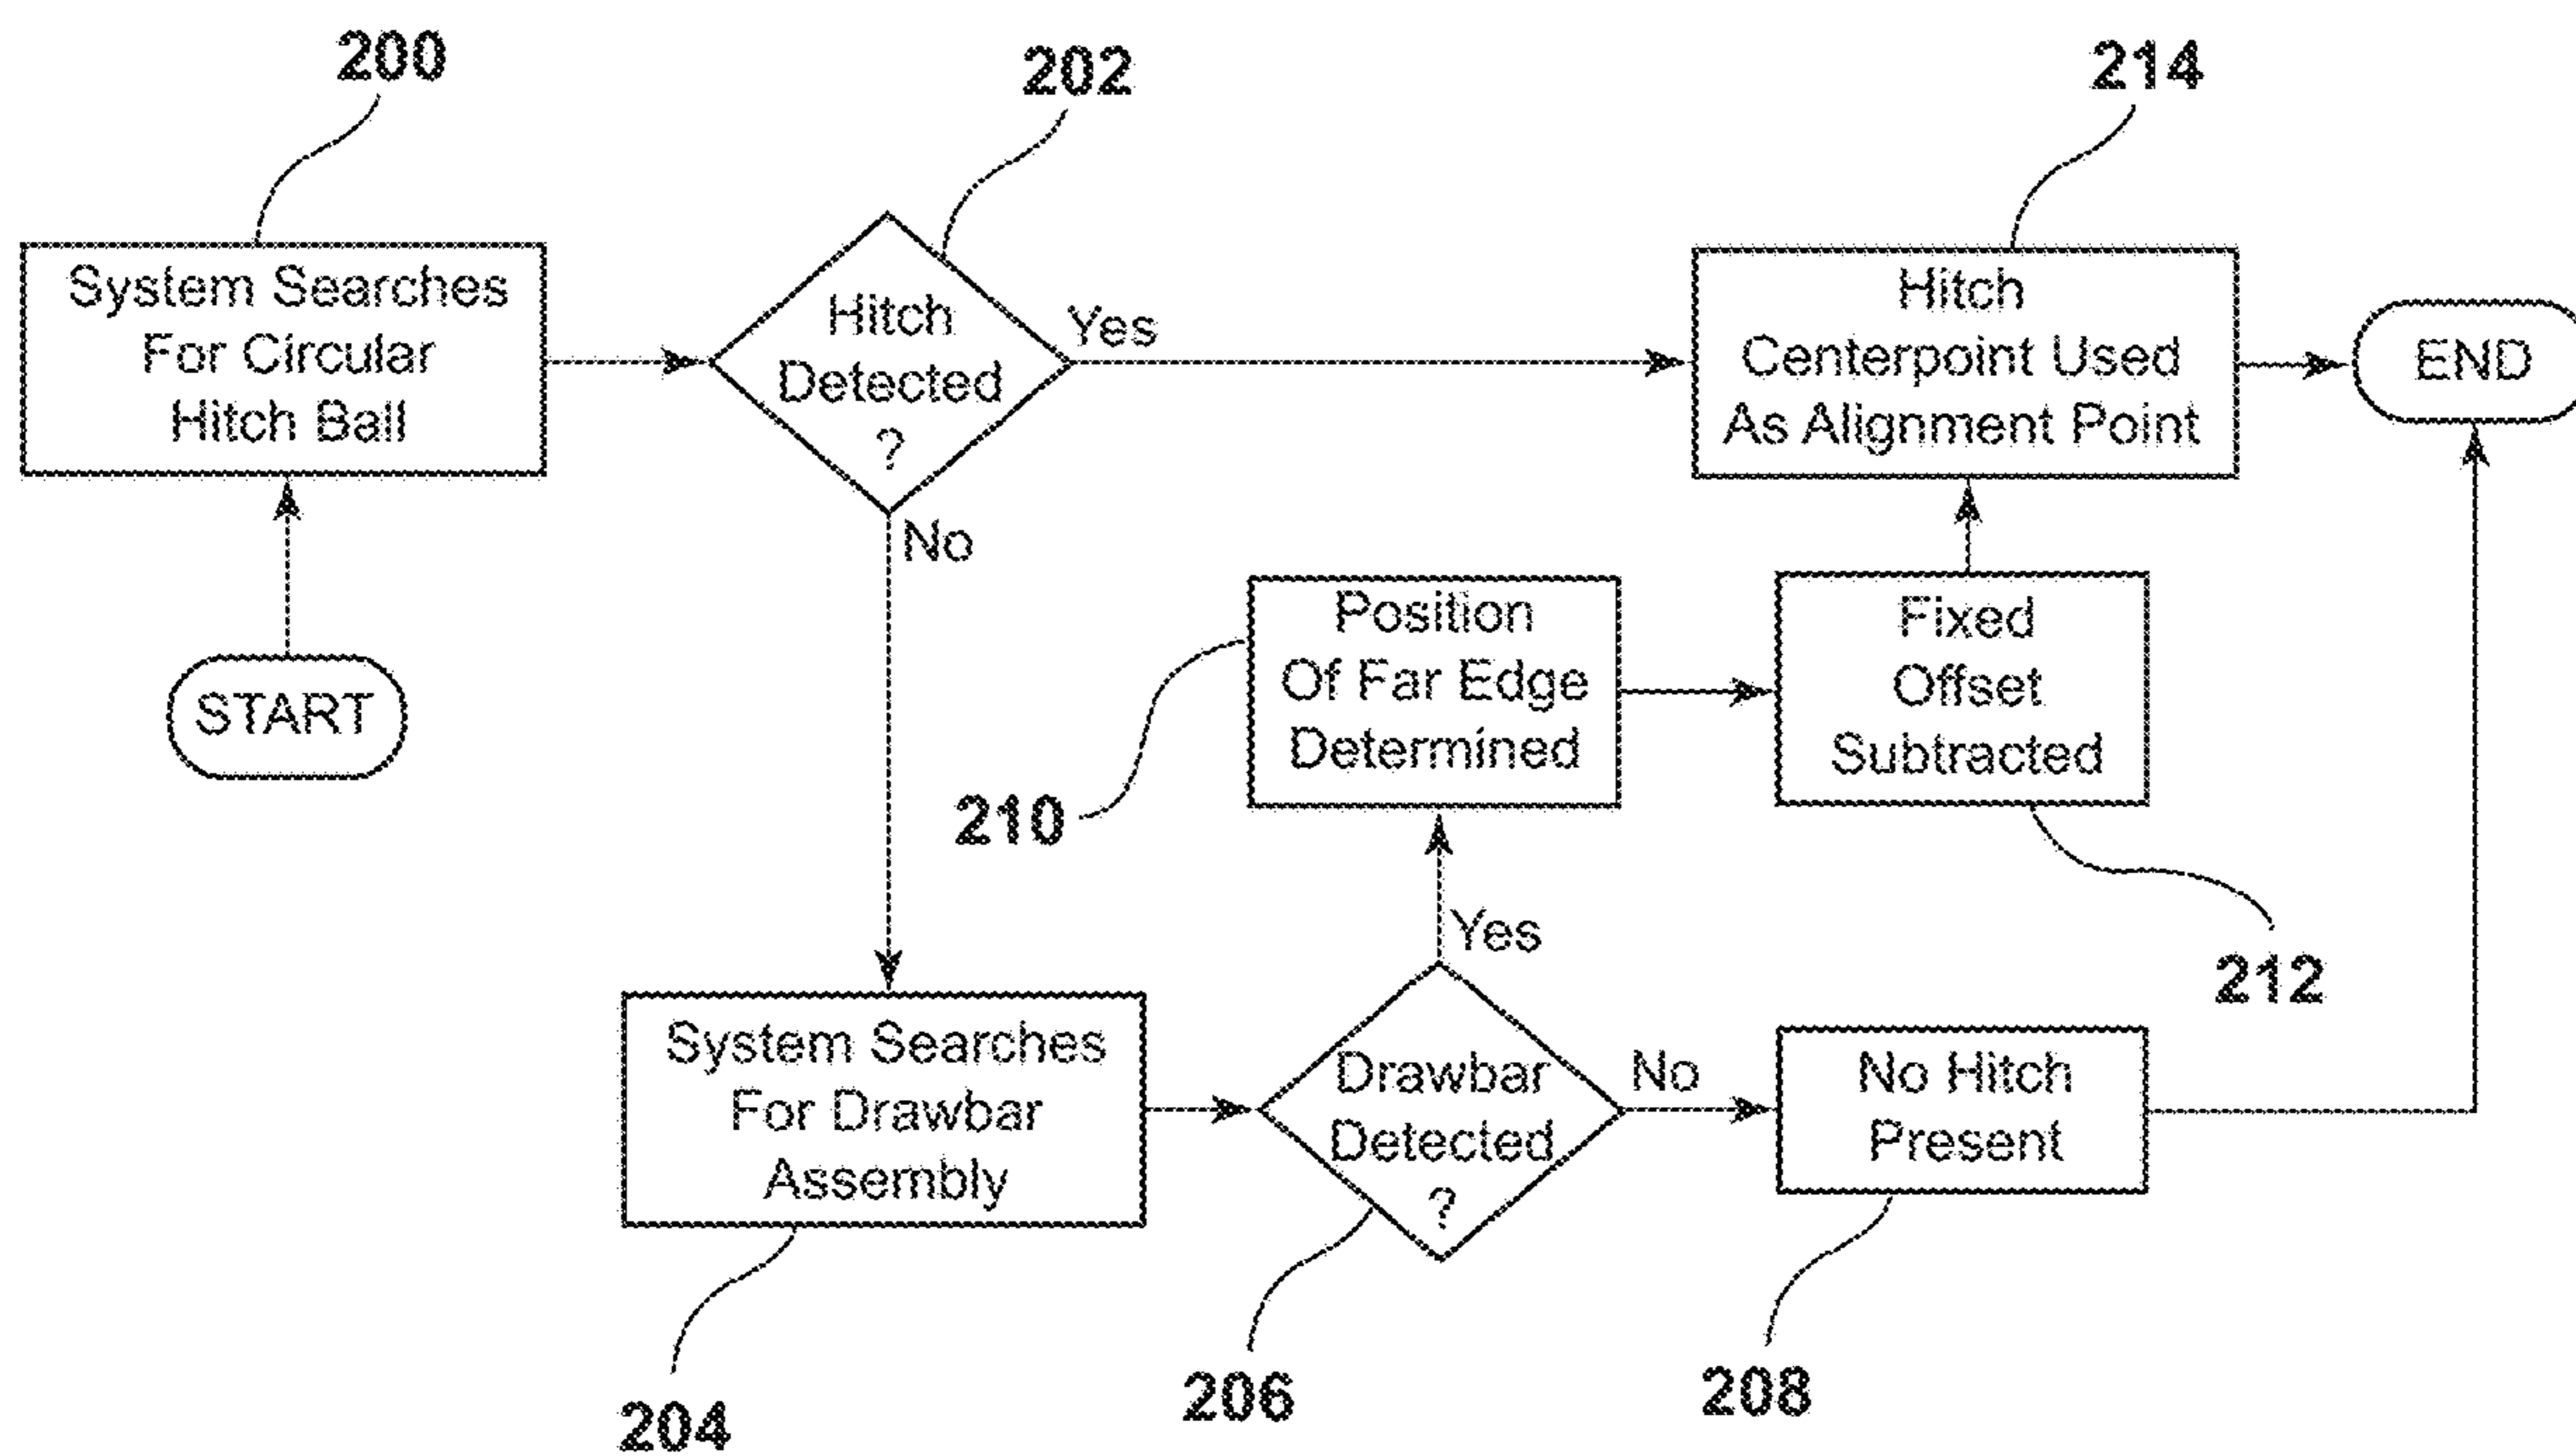 200
202
214
System Searches
For Circular
Hitch Ball
Hitch
Detected
?
Yes
No
Hitch
Centerpoint Used
As Alignment Point
END
START
Position
Of Far Edge
Determined
210
Fixed
Offset
Subtracted
212
System Searches
For Drawbar
Assembly
204
Drawbar
Detected
?
Yes
No
206
No Hitch
Present
208